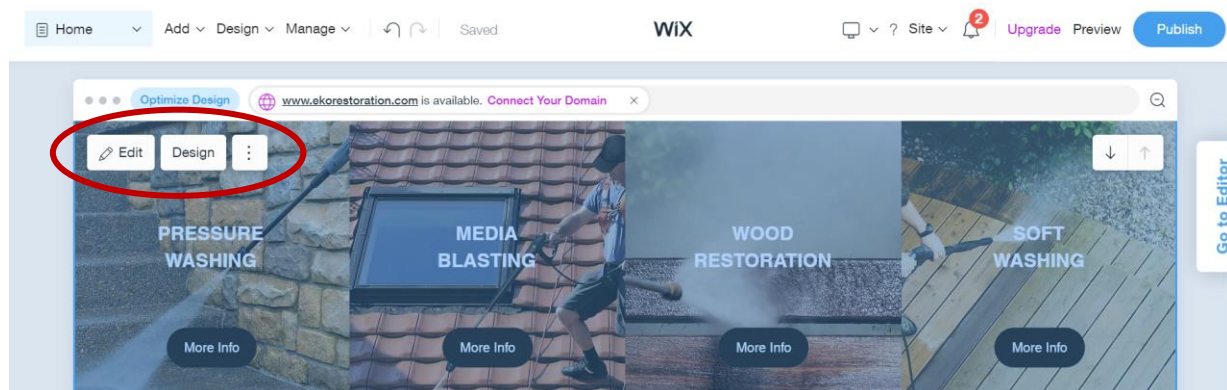 Home Add Design Manage Saved WiX ? Site 2 Upgrade Preview Publish
Optimize Design www.ekorestoration.com is available. Connect Your Domain ×
Edit Design
Go to Editor
PRESSURE
WASHING
MEDIA
BLASTING
WOOD
RESTORATION
SOFT
WASHING
More Info More Info More Info More Info